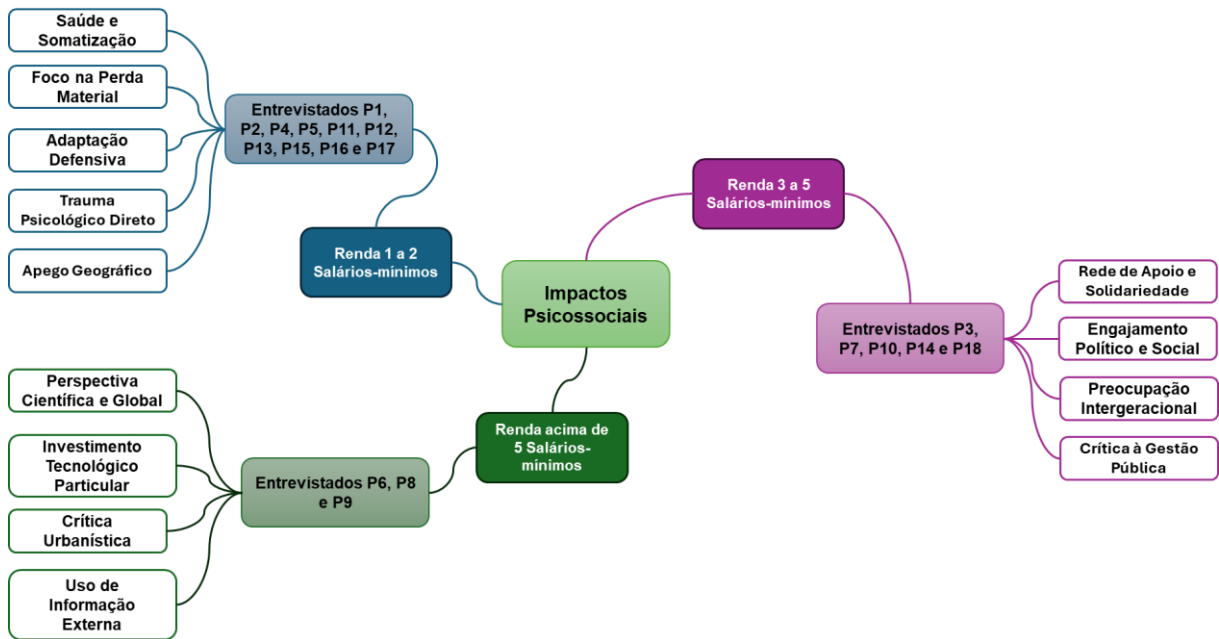 Saúde e
Somatização
Foco na Perda
Material
Adaptação
Defensiva
Trauma
Psicológico Direto
Apego Geográfico
Entrevistados P1,
P2, P4, P5, P11, P12,
P13, P15, P16 e P17
Renda 1 a 2
Salários-mínimos
Impactos
Psicossociais
Renda 3 a 5
Salários-mínimos
Entrevistados P3,
P7, P10, P14 e P18
Rede de Apoio e
Solidariedade
Engajamento
Político e Social
Preocupação
Intergeracional
Crítica à Gestão
Pública
Renda acima de
5 Salários-
mínimos
Entrevistados P6, P8
e P9
Perspectiva
Científica e Global
Investimento
Tecnológico
Particular
Crítica
Urbanística
Uso de
Informação
Externa